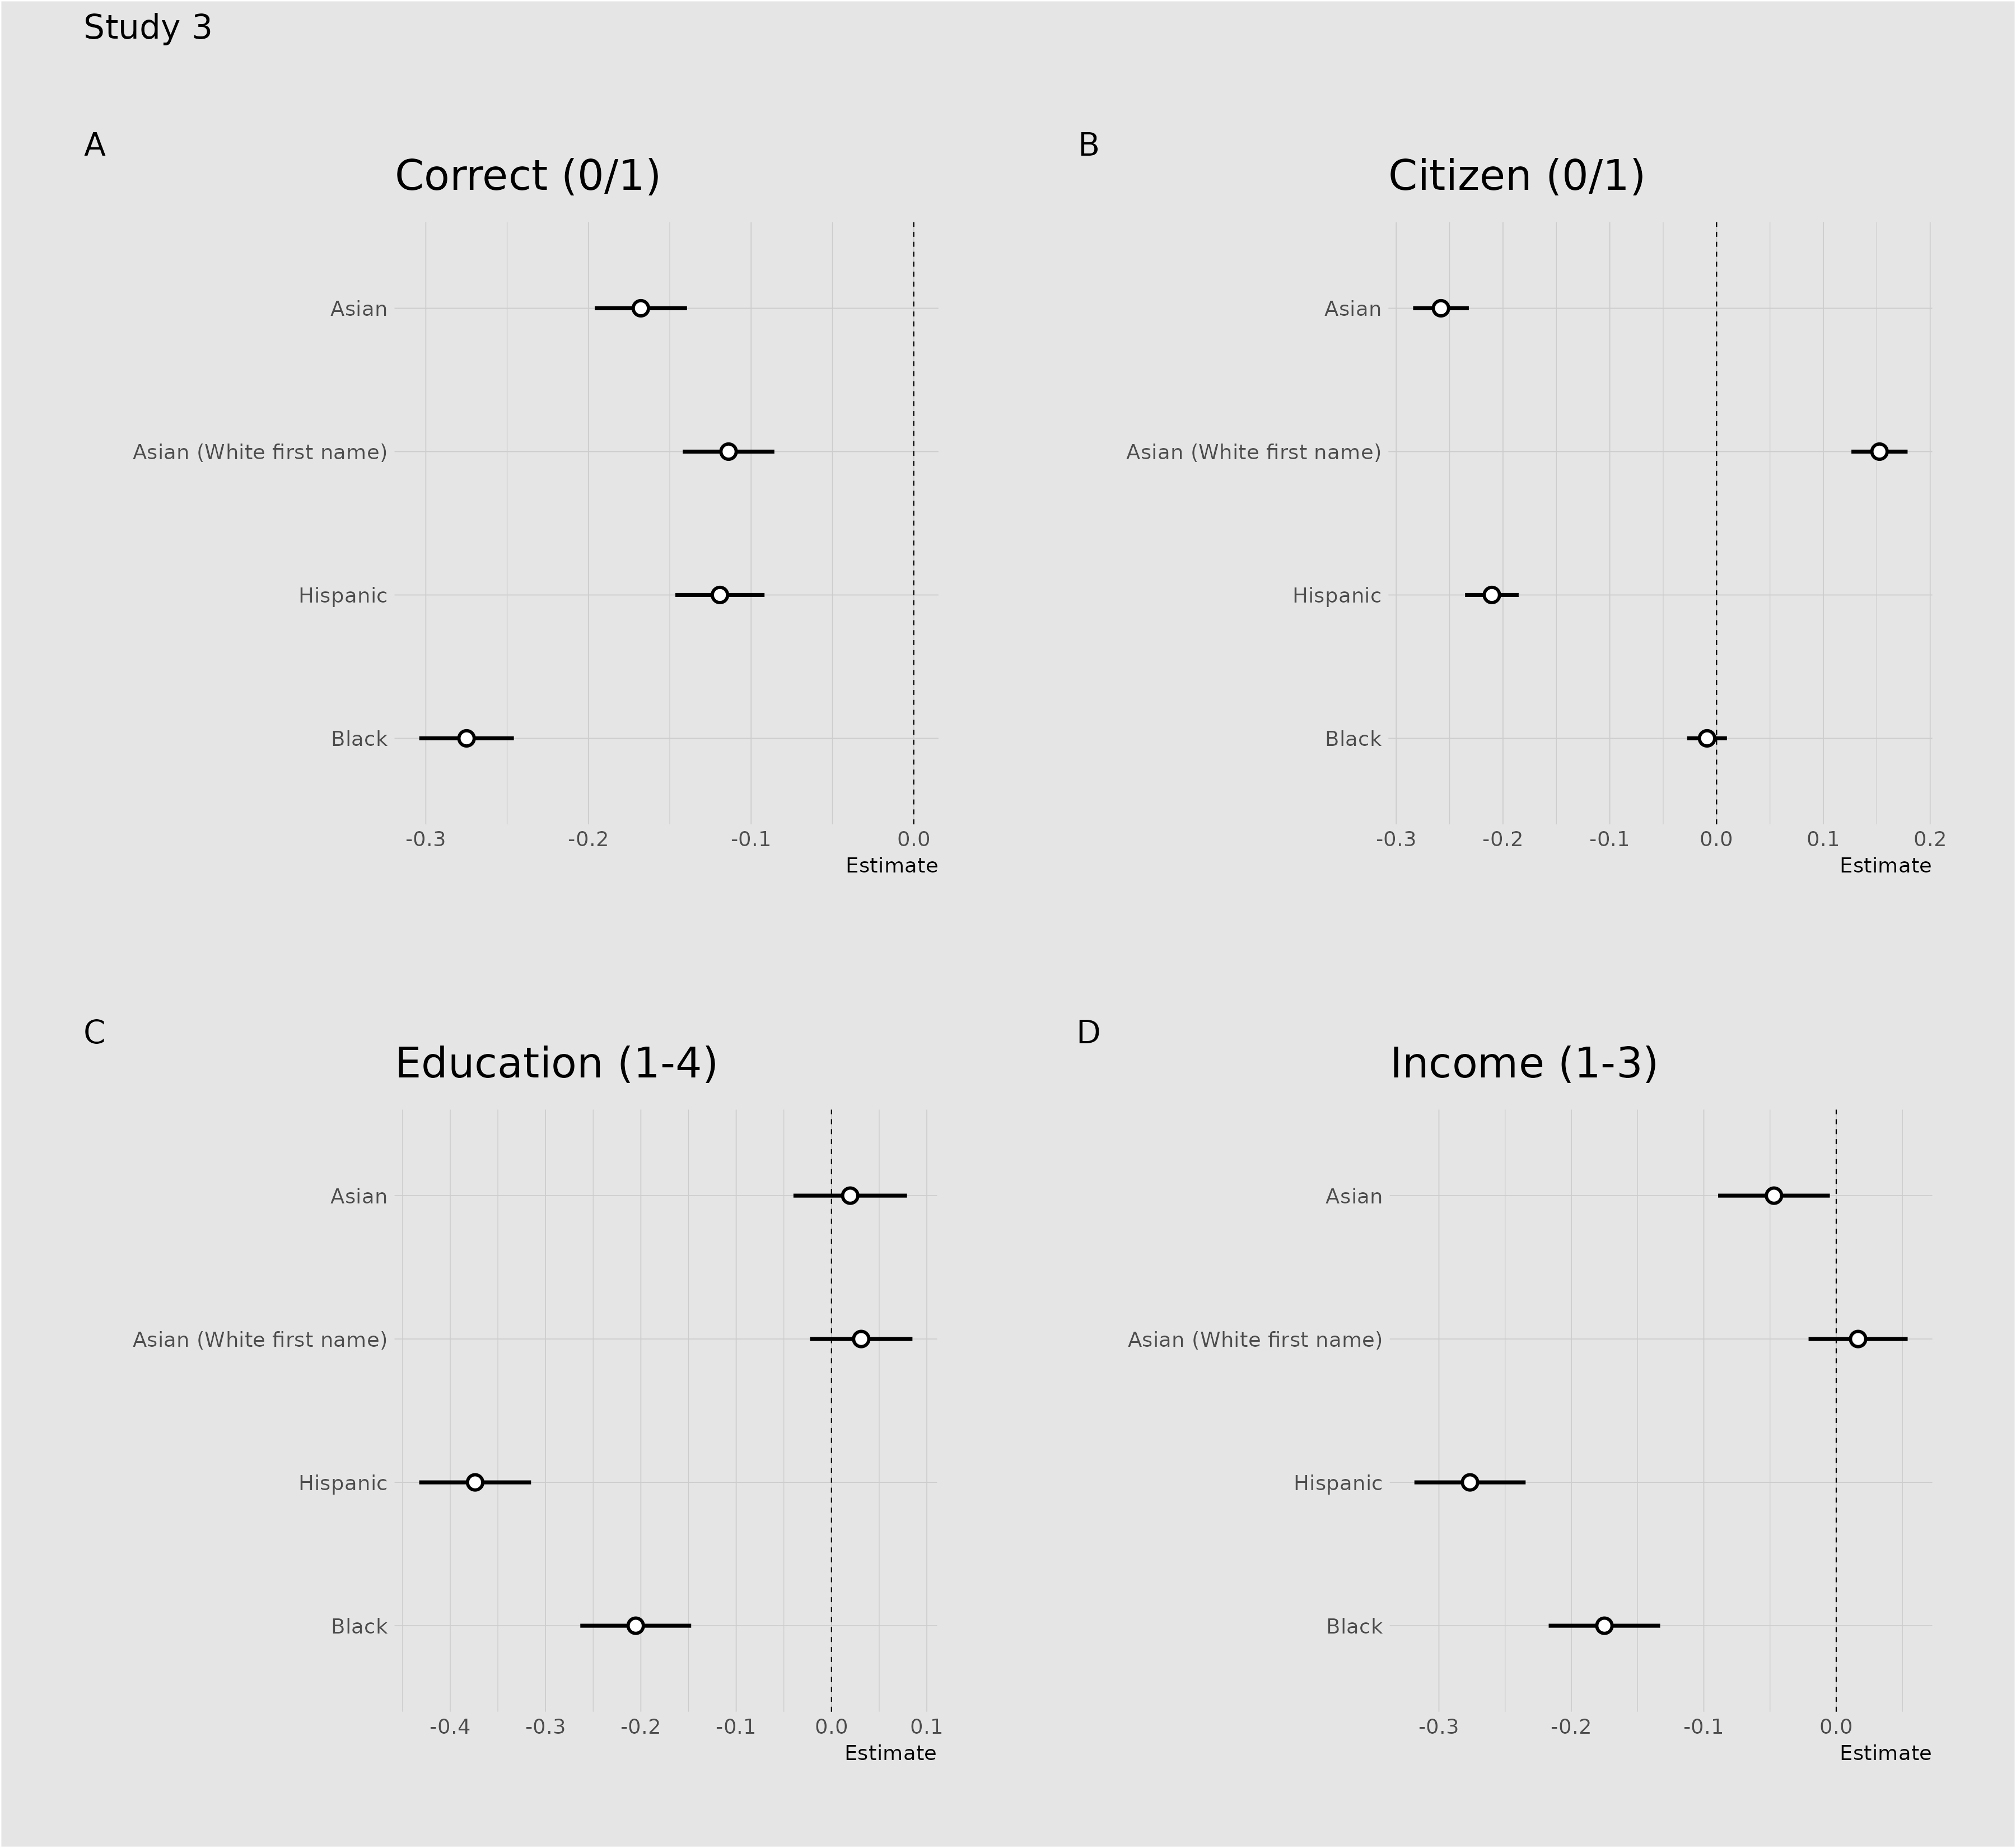 Study 3
A
Correct (0/1)
Asian
Asian (White first name)
Hispanic
Black
-0.3 -0.2 -0.1 0.0
Estimate
B
Citizen (0/1)
Asian
Asian (White first name)
Hispanic
Black
-0.3 -0.2 -0.1 0.0 0.1 0.2
Estimate
C
Education (1-4)
Asian
Asian (White first name)
Hispanic
Black
-0.4 -0.3 -0.2 -0.1 0.0 0.1
Estimate
D
Income (1-3)
Asian
Asian (White first name)
Hispanic
Black
-0.3 -0.2 -0.1 0.0
Estimate